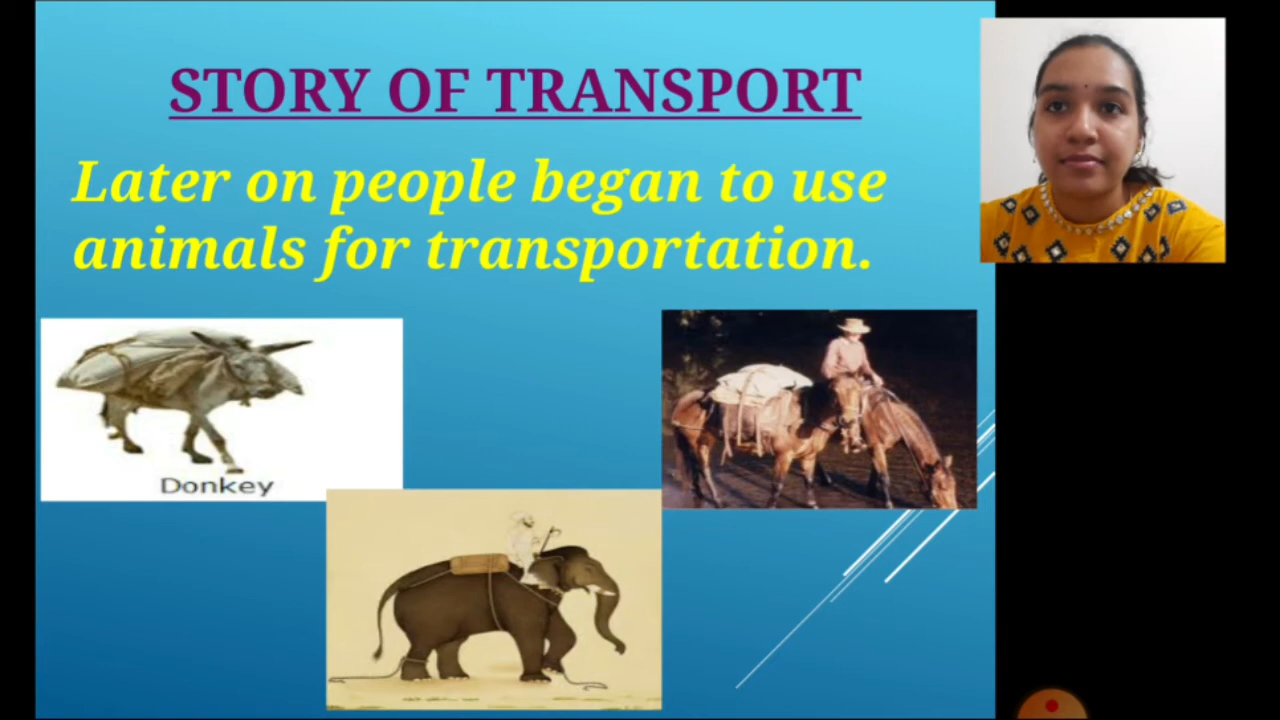 STORY OF TRANSPORT
Later on people began to use
animals for transportation.
Donkey